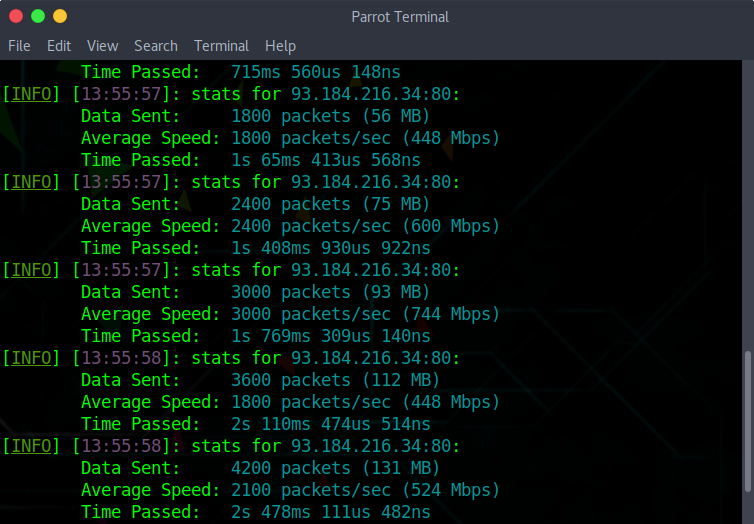 Parrot Terminal
File Edit View Search Terminal Help
Time Passed: 715ms 560us 148ns
[INFO] [13:55:57]: stats for 93.184.216.34:80:
Data Sent: 1800 packets (56 MB)
Average Speed: 1800 packets/sec (448 Mbps)
Time Passed: 1s 65ms 413us 568ns
[INFO] [13:55:57]: stats for 93.184.216.34:80:
Data Sent: 2400 packets (75 MB)
Average Speed: 2400 packets/sec (600 Mbps)
Time Passed: 1s 408ms 930us 922ns
[INFO] [13:55:57]: stats for 93.184.216.34:80:
Data Sent: 3000 packets (93 MB)
Average Speed: 3000 packets/sec (744 Mbps)
Time Passed: 1s 769ms 309us 140ns
[INFO] [13:55:58]: stats for 93.184.216.34:80:
Data Sent: 3600 packets (112 MB)
Average Speed: 1800 packets/sec (448 Mbps)
Time Passed: 2s 110ms 474us 514ns
[INFO] [13:55:58]: stats for 93.184.216.34:80:
Data Sent: 4200 packets (131 MB)
Average Speed: 2100 packets/sec (524 Mbps)
Time Passed: 2s 478ms 111us 482ns